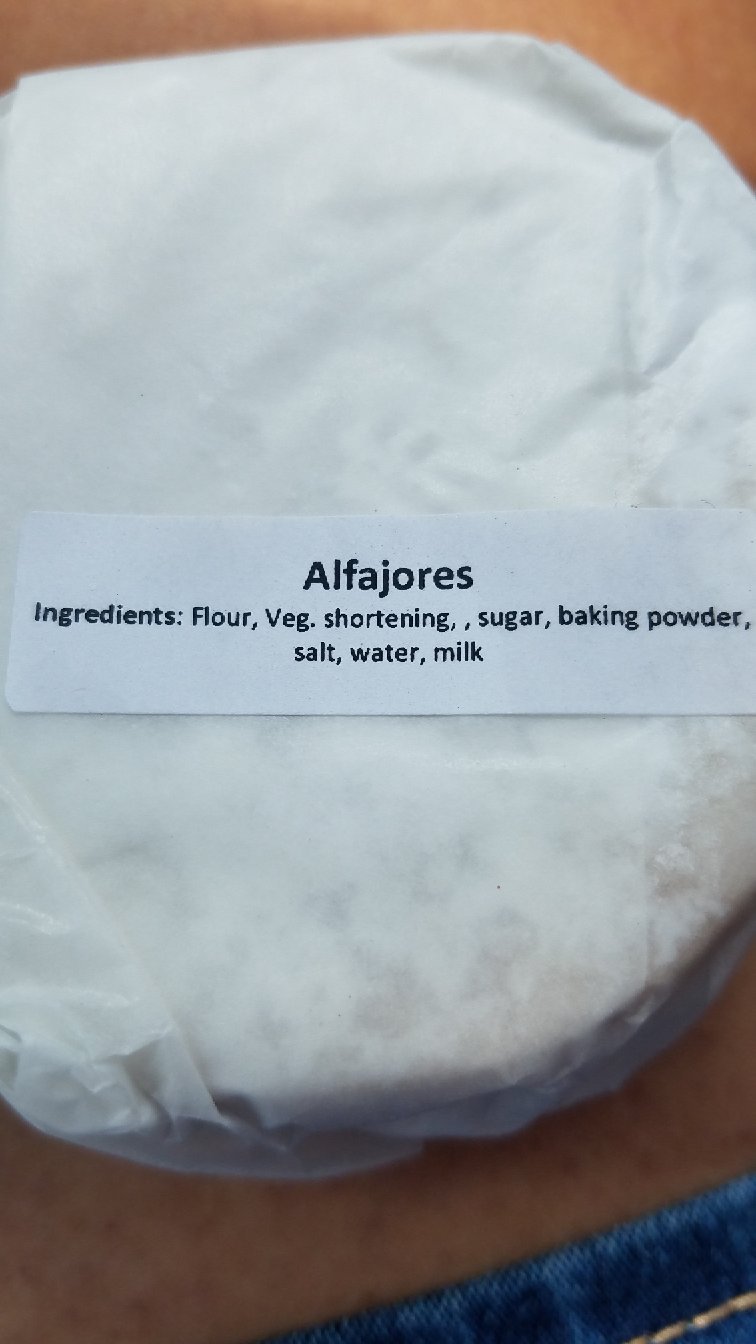 Alfajores
Ingredients: Flour, Veg. shortening, , sugar, baking powder,
salt, water, milk